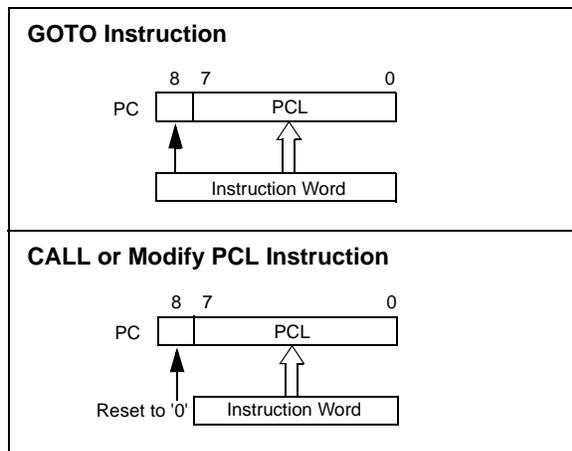 GOTO Instruction
8 7 0
PC PCL
Instruction Word
CALL or Modify PCL Instruction
8 7 0
PC PCL
Reset to '0' Instruction Word